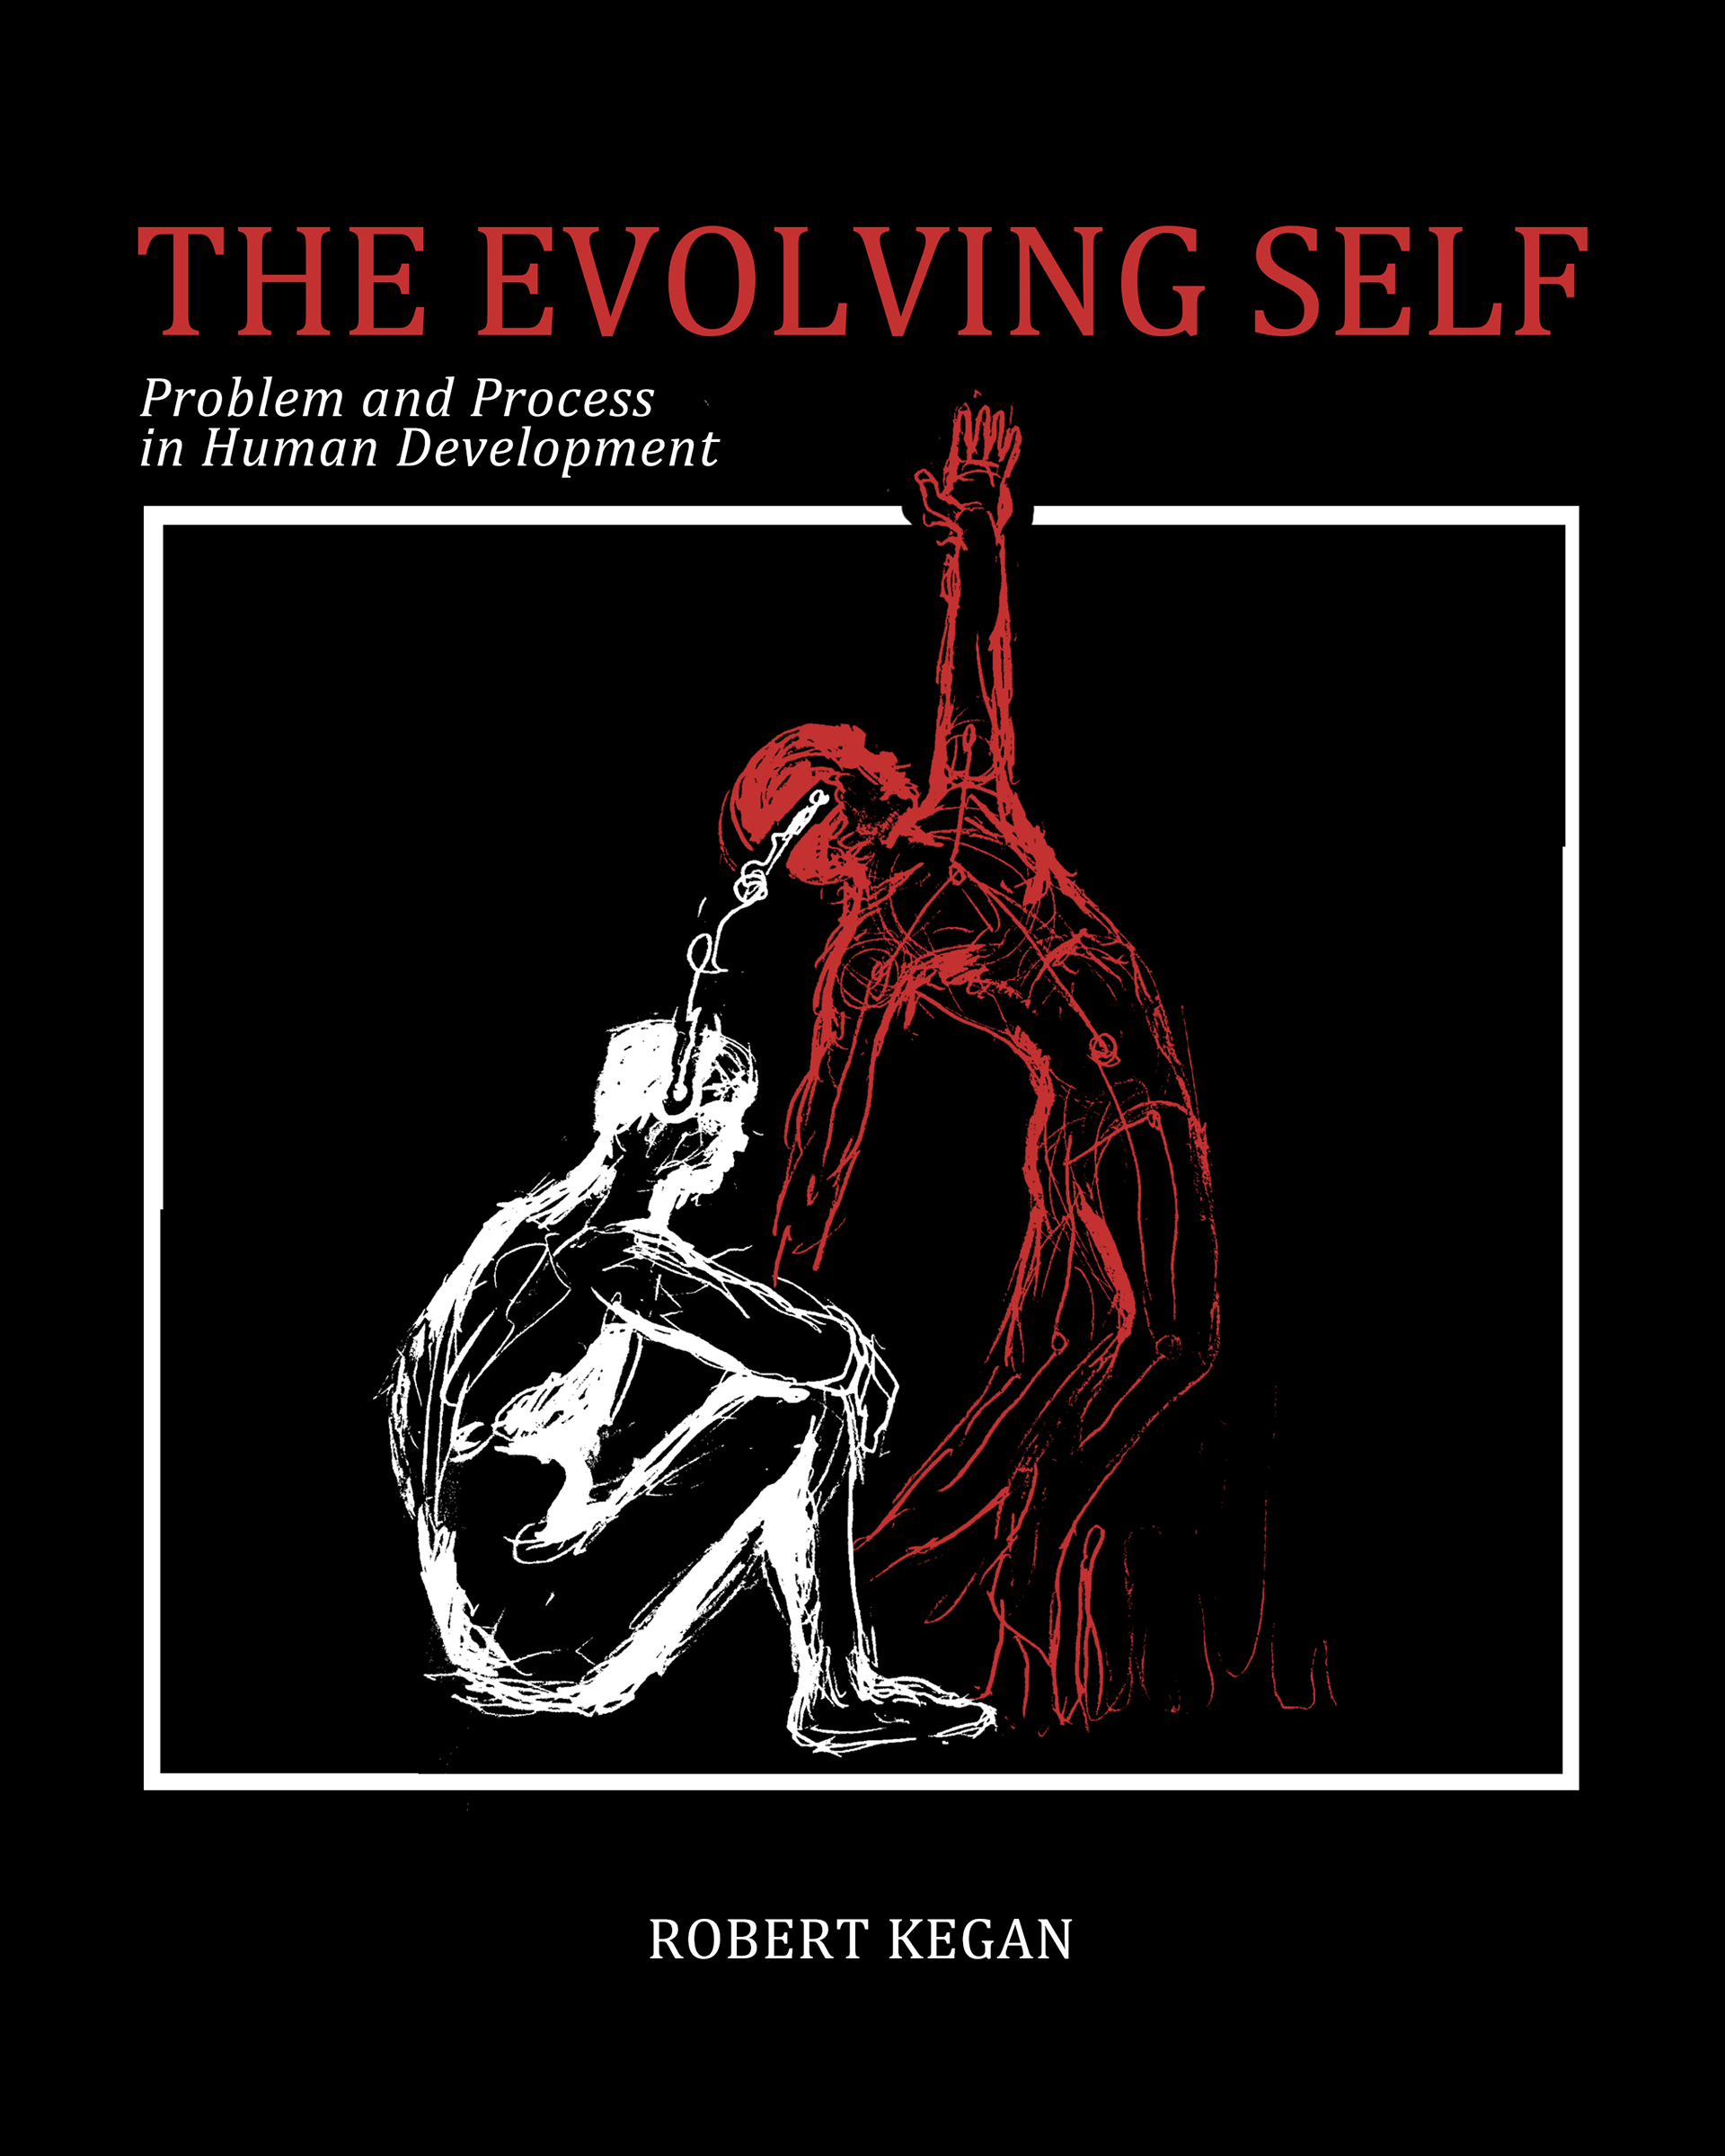 THE EVOLVING SELF
Problem and Process
in Human Development
ROBERT KEGAN